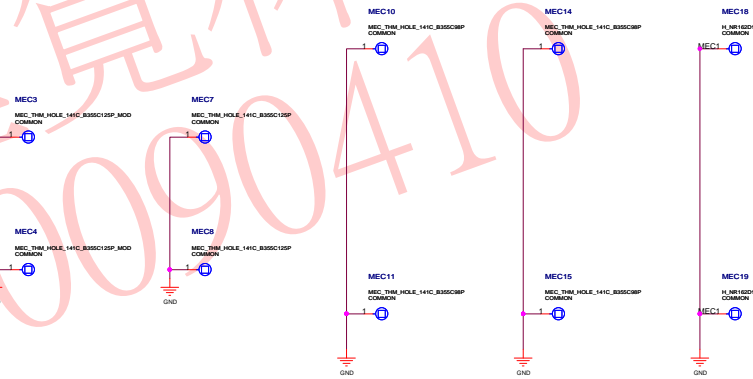 MEC10
MEC_THM_HOLE_141C_B355C98P
COMMON
1
MEC14
MEC_THM_HOLE_141C_B355C98P
COMMON
1
MEC18
COMMON
MEC1
MEC3
MEC_THM_HOLE_141C_B355C125P_MOD
COMMON
1
MEC7
MEC_THM_HOLE_141C_B355C125P
COMMON
1
MEC4
MEC_THM_HOLE_141C_B355C125P_MOD
COMMON
1
MEC8
MEC_THM_HOLE_141C_B355C125P
COMMON
1
GND
MEC11
MEC_THM_HOLE_141C_B355C98P
COMMON
1
GND
MEC15
MEC_THM_HOLE_141C_B355C98P
COMMON
1
GND
MEC19
COMMON
MEC1
GND
0090410